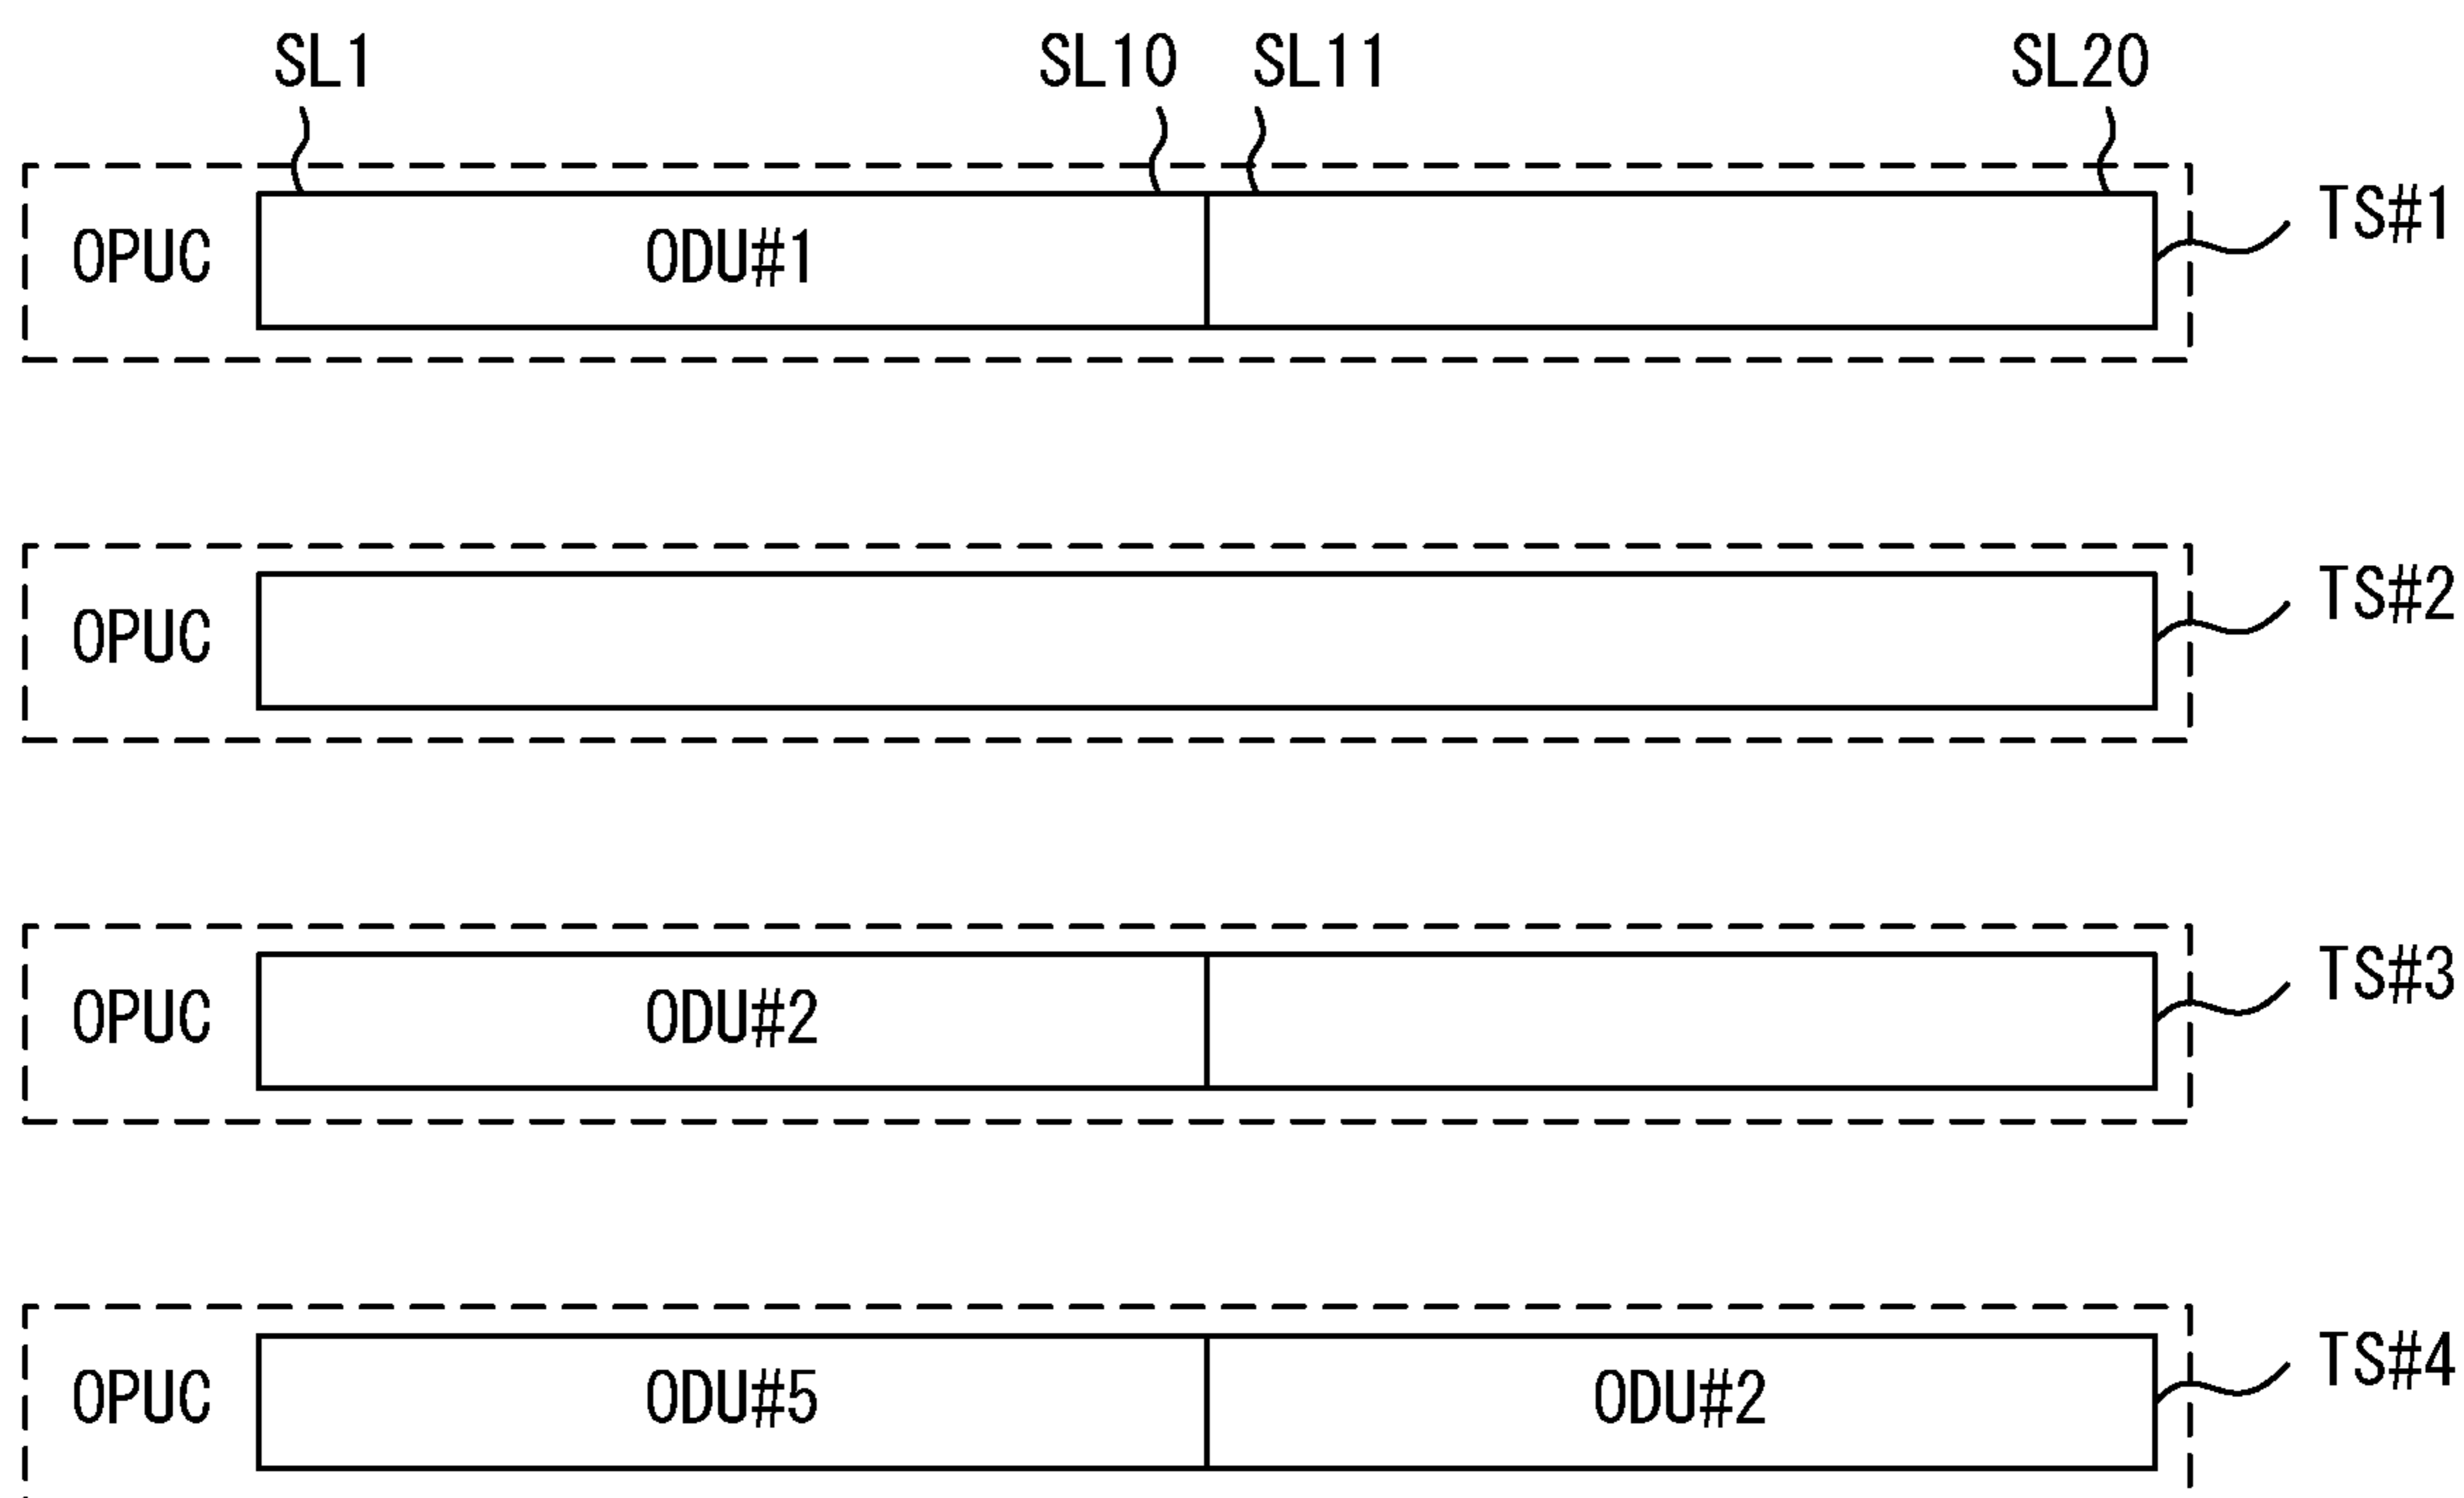 SL1 SL10 SL11 SL20
OPUC ODU#1 TS#1
OPUC TS#2
OPUC ODU#2 TS#3
OPUC ODU#5 ODU#2 TS#4